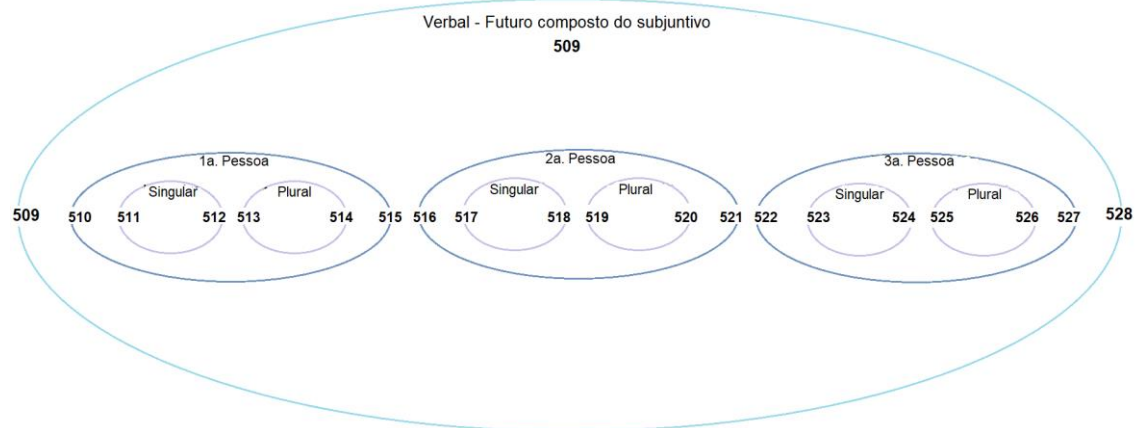 Verbal - Futuro composto do subjuntivo
509
1a. Pessoa 2a. Pessoa 3a. Pessoa
Singular Plural Singular Plural Singular Plural
509 510 511 512 513 514 515 516 517 518 519 520 521 522 523 524 525 526 527 528